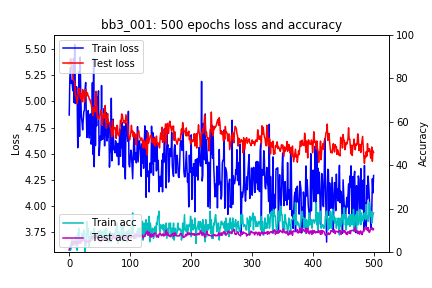 bb3_001: 500 epochs loss and accuracy
Train loss
Test loss
5.50
5.25
5.00
4.75
4.50
4.25
4.00
3.75
Loss
100
80
60
40
20
0
Accuracy
Train acc
Test acc
0
100
200
300
400
500